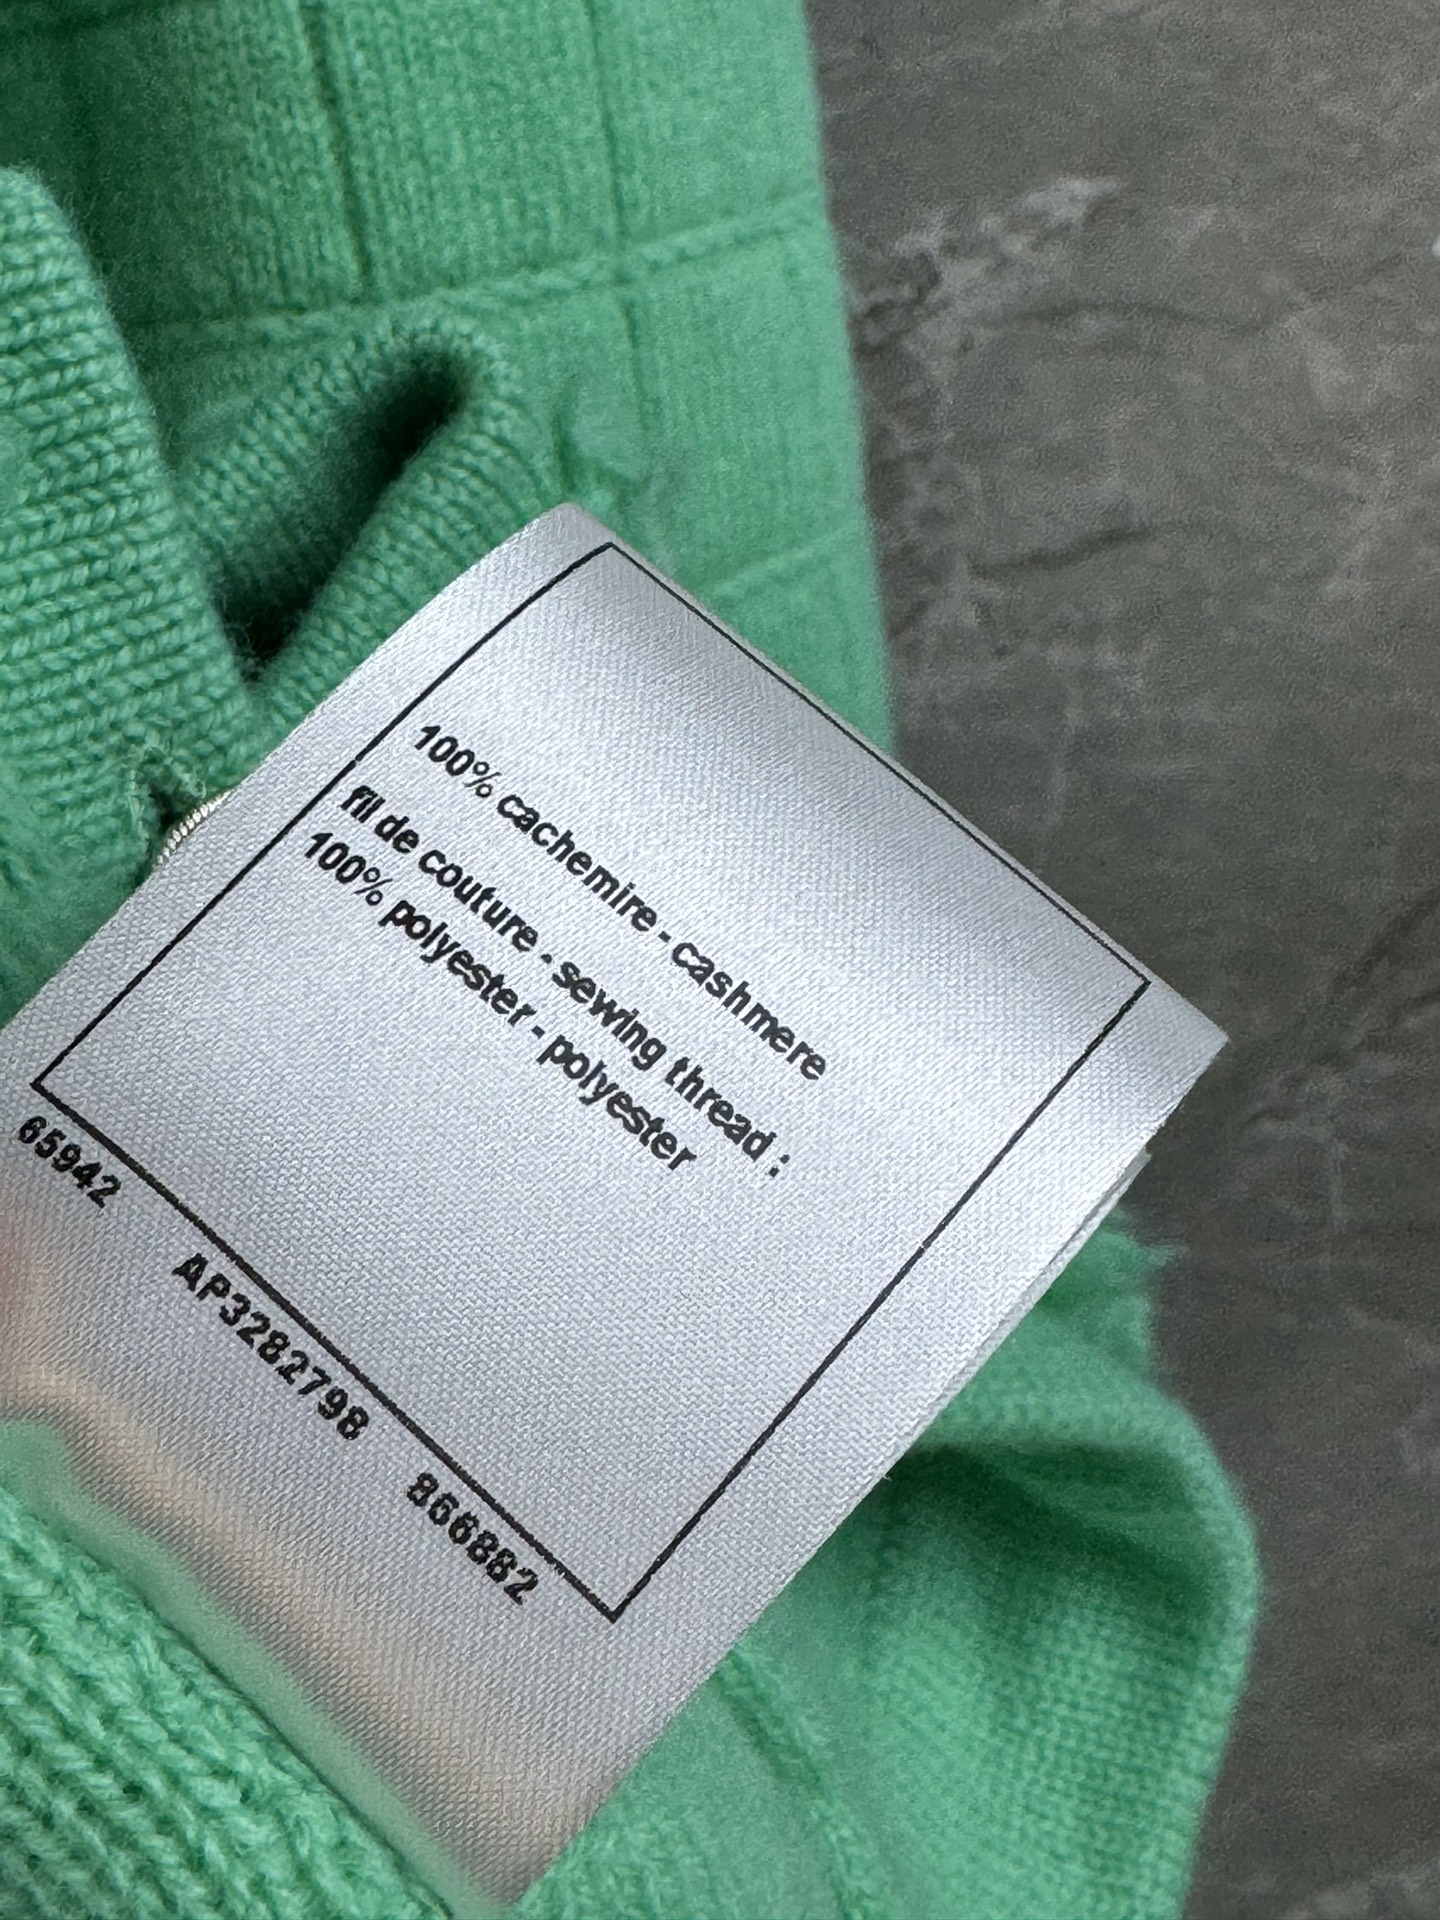 100% cachemire - cashmere
fil de couture - sewing thread :
100% polyester - polyester
65942 AP3282798 866882